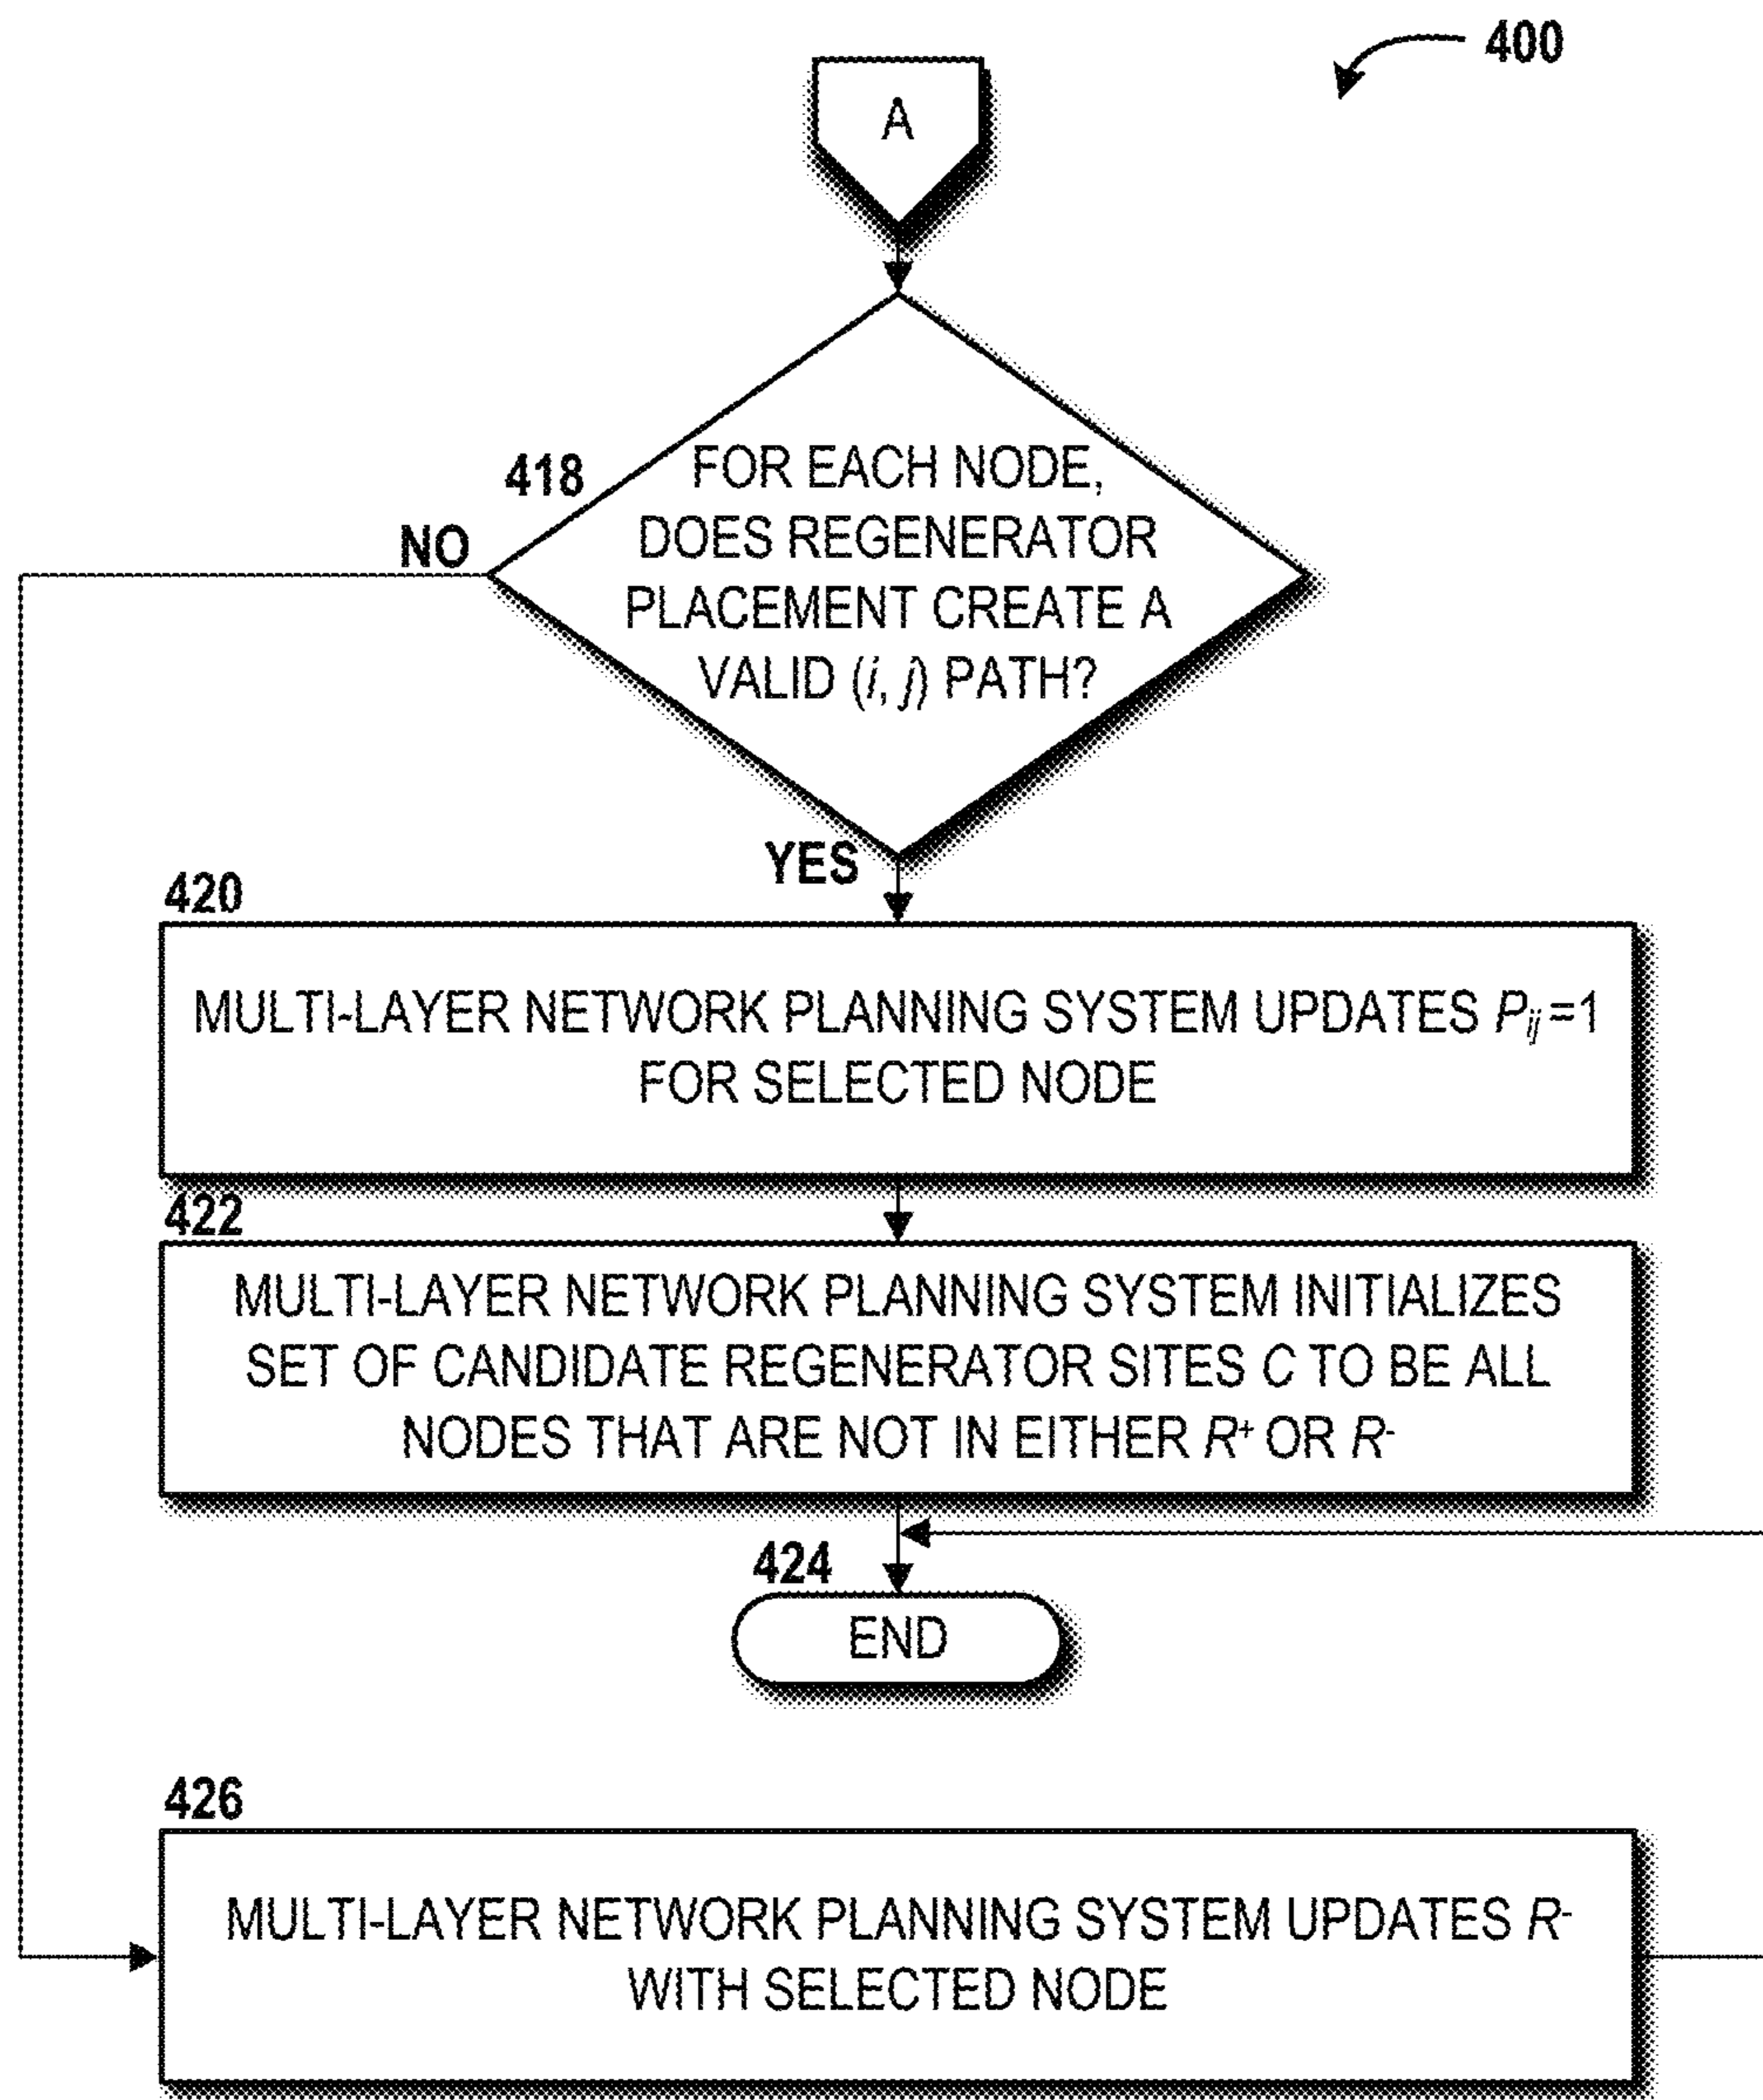 400
A
418
FOR EACH NODE,
NO
DOES REGENERATOR
PLACEMENT CREATE A
VALID (i, j) PATH?
YES
420
MULTI-LAYER NETWORK PLANNING SYSTEM UPDATES Pij=1
FOR SELECTED NODE
422
MULTI-LAYER NETWORK PLANNING SYSTEM INITIALIZES
SET OF CANDIDATE REGENERATOR SITES C TO BE ALL
NODES THAT ARE NOT IN EITHER R+ OR R-
424
END
426
MULTI-LAYER NETWORK PLANNING SYSTEM UPDATES R-
WITH SELECTED NODE